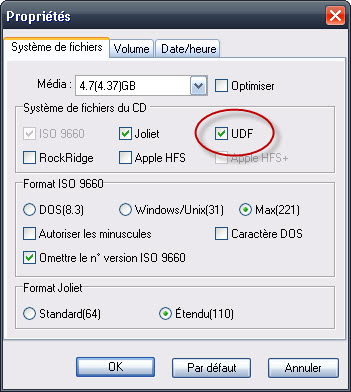 Propriétés
Système de fichiers
Volume
Date/heure
Média :
4.7(4.37)GB
Optimiser
Système de fichiers du CD
ISO 9660
Joliet
UDF
RockRidge
Apple HFS
Apple HFS+
Format ISO 9660
DOS(8.3)
Windows/Unix(31)
Max(221)
Autoriser les minuscules
Caractère DOS
Omettre le n° version ISO 9660
Format Joliet
Standard(64)
Étendu(110)
OK
Par défaut
Annuler